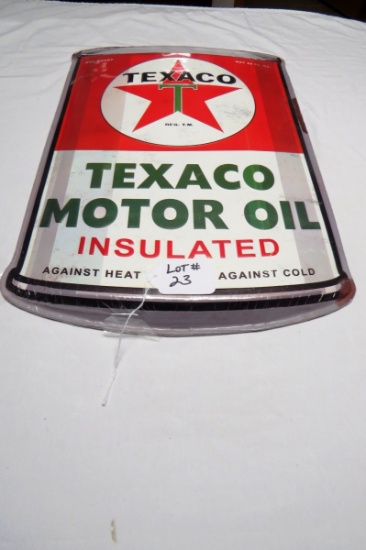 TEXACO
T
REG. T.M.
TEXACO
MOTOR OIL
INSULATED
AGAINST HEAT AGAINST COLD
LOT#
23